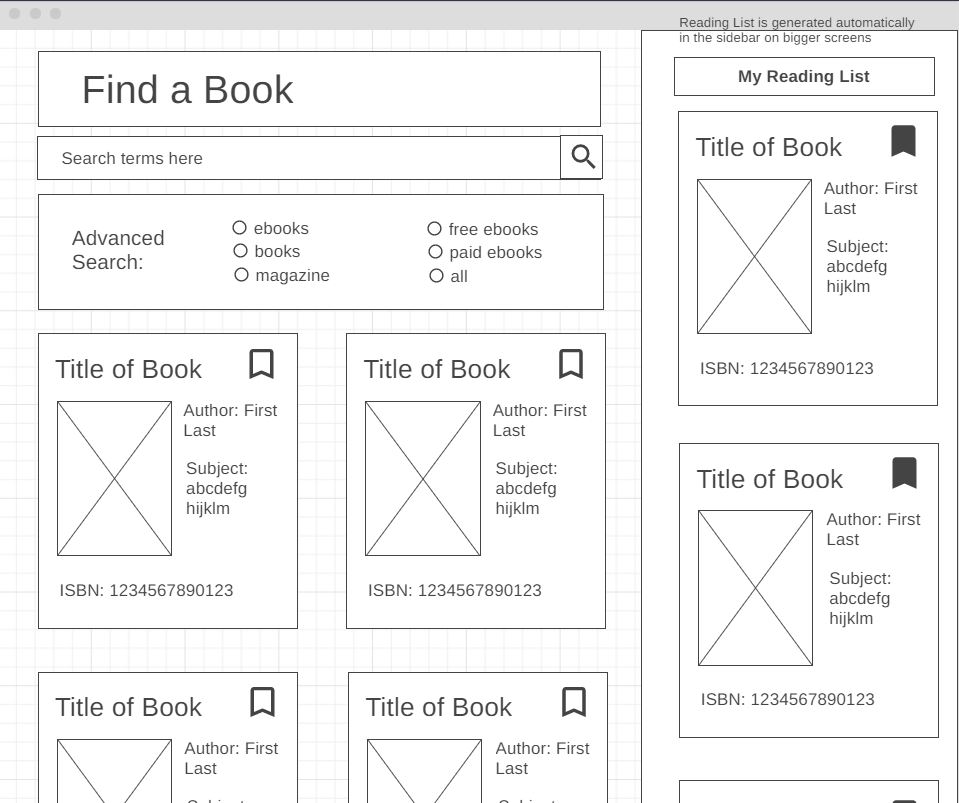 Reading List is generated automatically
in the sidebar on bigger screens
Find a Book
Search terms here
Advanced
Search:
ebooks
books
magazine
free ebooks
paid ebooks
all
Title of Book
Author: First
Last
Subject:
abcdefg
hijklm
ISBN: 1234567890123
Title of Book
Author: First
Last
Subject:
abcdefg
hijklm
ISBN: 1234567890123
Title of Book
Author: First
Last
Subject:
Title of Book
Author: First
Last
Subject:
My Reading List
Title of Book
Author: First
Last
Subject:
abcdefg
hijklm
ISBN: 1234567890123
Title of Book
Author: First
Last
Subject:
abcdefg
hijklm
ISBN: 1234567890123